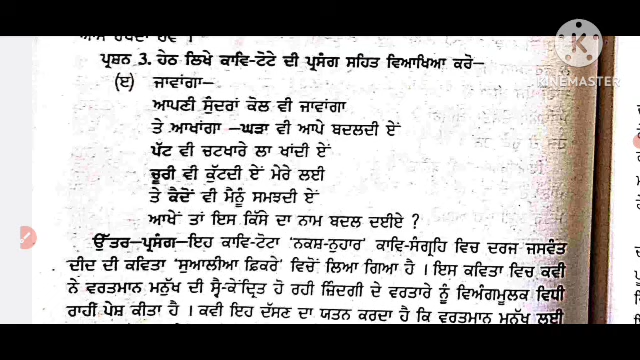 ਪ੍ਰਸ਼ਨ 3. ਹੇਠ ਲਿਖੇ ਕਾਵਿ-ਟੋਟੇ ਦੀ ਪ੍ਰਸੰਗ ਸਹਿਤ ਵਿਆਖਿਆ ਕਰੋ–
(ੲ) ਜਾਵਾਂਗਾ–
ਆਪਣੀ ਸੁੰਦਰਾਂ ਕੋਲ ਵੀ ਜਾਵਾਂਗਾ
ਤੇ ਆਖਾਂਗਾ –ਘੜਾ ਵੀ ਆਪੇ ਬਦਲਦੀ ਏਂ
ਪੱਟ ਵੀ ਚਟਖਾਰੇ ਲਾ ਖਾਂਦੀ ਏਂ
ਚੂਰੀ ਵੀ ਕੁੱਟਦੀ ਏਂ ਮੇਰੇ ਲਈ
ਤੇ ਕੈਦੋਂ ਵੀ ਮੈਨੂੰ ਸਮਝਦੀ ਏਂ
ਆਖੇਂ ਤਾਂ ਇਸ ਕਿੱਸੇ ਦਾ ਨਾਮ ਬਦਲ ਦਈਏ ?
ਉੱਤਰ-ਪ੍ਰਸੰਗ–ਇਹ ਕਾਵਿ-ਟੋਟਾ 'ਨਕਸ਼-ਨੁਹਾਰ' ਕਾਵਿ-ਸੰਗ੍ਰਹਿ ਵਿਚ ਦਰਜ ਜਸਵੰਤ
ਦੀਦ ਦੀ ਕਵਿਤਾ 'ਸੁਆਲੀਆ ਫ਼ਿਕਰੇ' ਵਿਚੋਂ ਲਿਆ ਗਿਆ ਹੈ । ਇਸ ਕਵਿਤਾ ਵਿਚ ਕਵੀ
ਨੇ ਵਰਤਮਾਨ ਮਨੁੱਖ ਦੀ ਸ੍ਵੈ-ਕੇਂਦ੍ਰਿਤ ਹੋ ਰਹੀ ਜ਼ਿੰਦਗੀ ਦੇ ਵਰਤਾਰੇ ਨੂੰ ਵਿਅੰਗਮੂਲਕ ਵਿਧੀ
ਰਾਹੀਂ ਪੇਸ਼ ਕੀਤਾ ਹੈ । ਕਵੀ ਇਹ ਦੱਸਣ ਦਾ ਯਤਨ ਕਰਦਾ ਹੈ ਕਿ ਵਰਤਮਾਨ ਮਨੁੱਖ ਲਈ
KINEMASTER